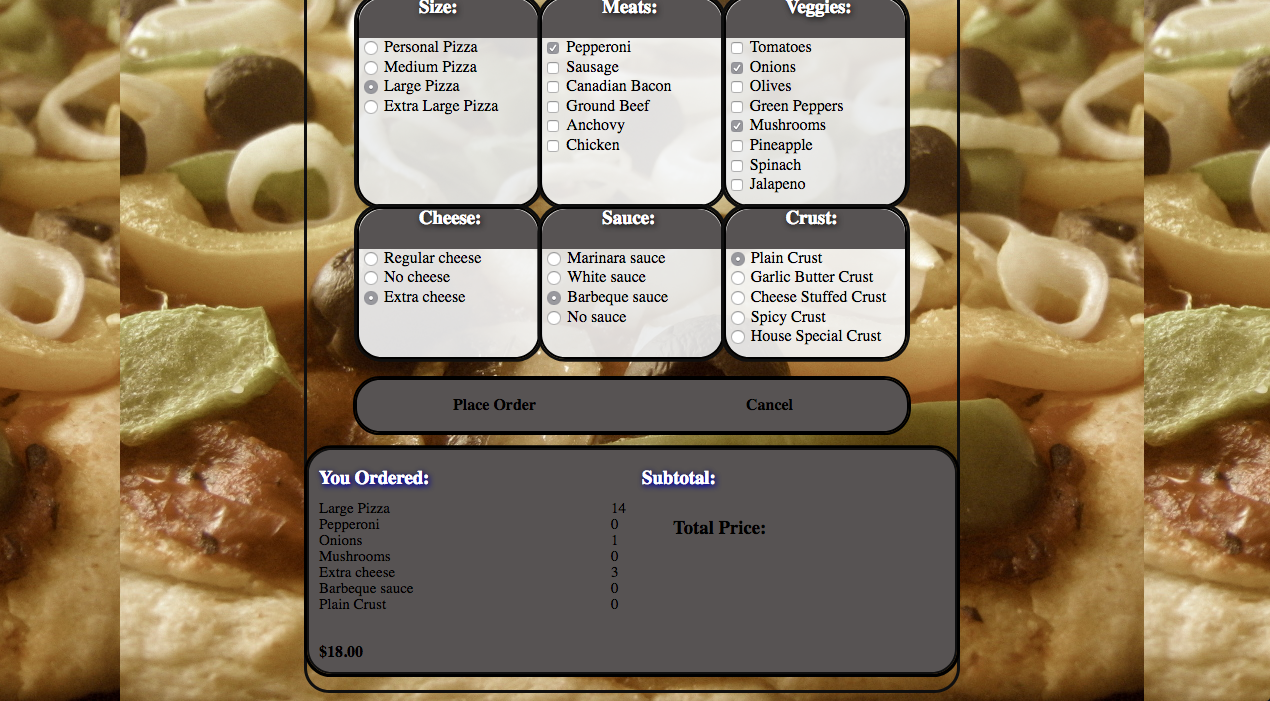 Size:
Personal Pizza
Medium Pizza
Large Pizza
Extra Large Pizza
Meats:
Pepperoni
Sausage
Canadian Bacon
Ground Beef
Anchovy
Chicken
Veggies:
Tomatoes
Onions
Olives
Green Peppers
Mushrooms
Pineapple
Spinach
Jalapeno
Cheese:
Regular cheese
No cheese
Extra cheese
Sauce:
Marinara sauce
White sauce
Barbeque sauce
No sauce
Crust:
Plain Crust
Garlic Butter Crust
Cheese Stuffed Crust
Spicy Crust
House Special Crust
Place Order Cancel
You Ordered: Subtotal:
Large Pizza 14
Pepperoni 0
Onions 1
Mushrooms 0
Extra cheese 3
Barbeque sauce 0
Plain Crust 0
Total Price:
$18.00